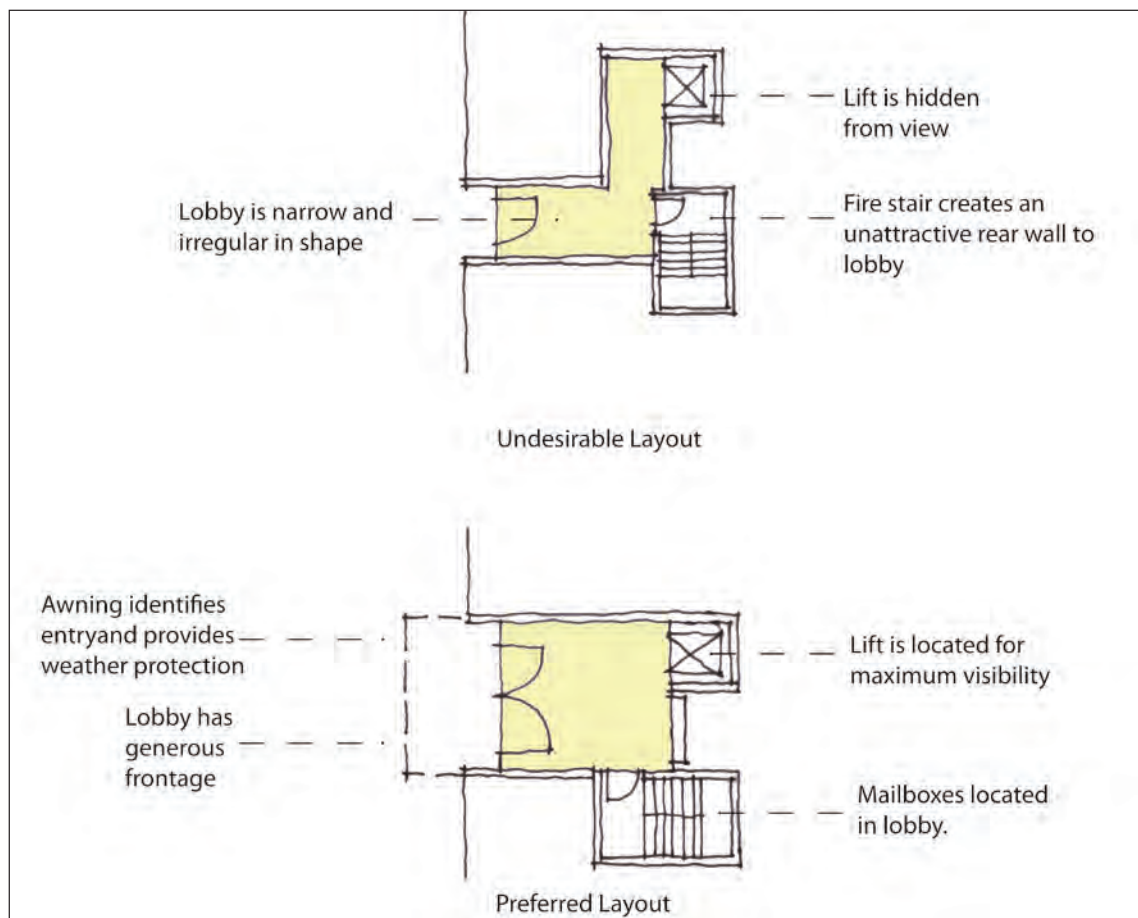 Lift is hidden
from view
Lobby is narrow and
irregular in shape
Fire stair creates an
unattractive rear wall to
lobby
Undesirable Layout
Awning identifies
entryand provides
weather protection
Lobby has
generous
frontage
Lift is located for
maximum visibility
Mailboxes located
in lobby.
Preferred Layout